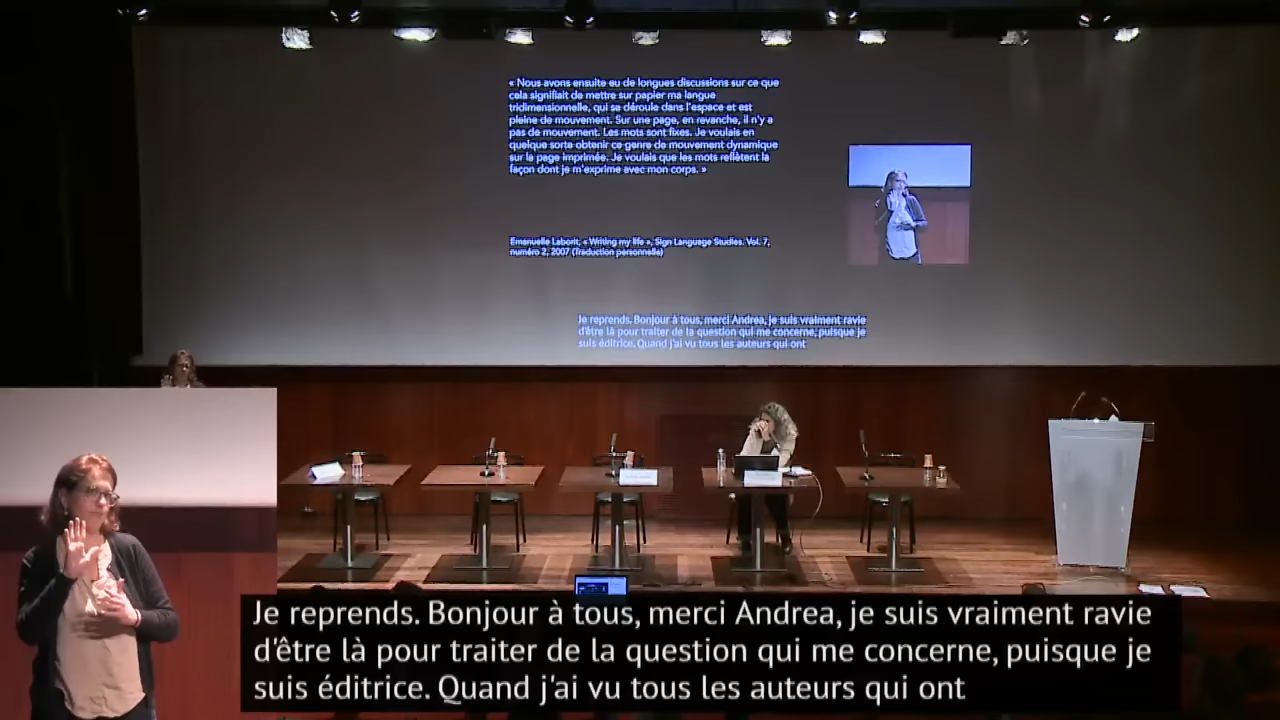 « Nous avons ensuite eu de longues discussions sur ce que
cela signifiait de mettre sur papier ma langue
tridimensionnelle, qui se déroule dans l'espace et est
pleine de mouvement. Sur une page, en revanche, il n'y a
pas de mouvement. Les mots sont fixes. Je voulais en
quelque sorte obtenir ce genre de mouvement dynamique
sur la page imprimée. Je voulais que les mots reflètent la
façon dont je m'exprime avec mon corps. »
Emanuelle Laborit, « Writing my life », Sign Language Studies. Vol. 7,
numéro 2, 2007 (Traduction personnelle)
Je reprends. Bonjour à tous, merci Andrea, je suis vraiment ravie
d'être là pour traiter de la question qui me concerne, puisque je
suis éditrice. Quand j'ai vu tous les auteurs qui ont
Je reprends. Bonjour à tous, merci Andrea, je suis vraiment ravie
d'être là pour traiter de la question qui me concerne, puisque je
suis éditrice. Quand j'ai vu tous les auteurs qui ont